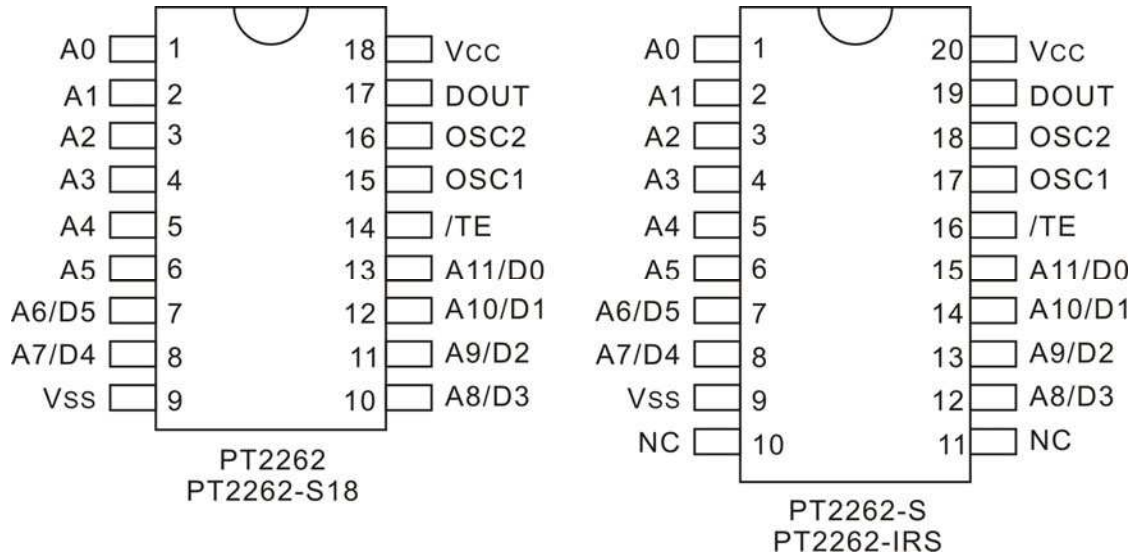 A0 1 18 Vcc
A1 2 17 DOUT
A2 3 16 OSC2
A3 4 15 OSC1
A4 5 14 /TE
A5 6 13 A11/D0
A6/D5 7 12 A10/D1
A7/D4 8 11 A9/D2
Vss 9 10 A8/D3
PT2262
PT2262-S18
A0 1 20 Vcc
A1 2 19 DOUT
A2 3 18 OSC2
A3 4 17 OSC1
A4 5 16 /TE
A5 6 15 A11/D0
A6/D5 7 14 A10/D1
A7/D4 8 13 A9/D2
Vss 9 12 A8/D3
NC 10 11 NC
PT2262-S
PT2262-IRS